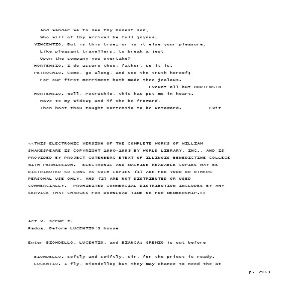 And wander we to see thy honest son,
Who will of thy arrival be full joyous.
VINCENTIO. But is this true, or is it else your pleasure,
Like pleasant travellers, to break a jest
Upon the company you overtake?
HORTENSIO. I do assure thee, father, so it is.
PETRUCHIO. Come, go along, and see the truth hereof;
For our first merriment hath made thee jealous.
Exeunt all but HORTENSIO
HORTENSIO. Well, Petruchio, this has put me in heart.
Have to my widow; and if she be froward,
Then hast thou taught Hortensio to be untoward. Exit
<<THIS ELECTRONIC VERSION OF THE COMPLETE WORKS OF WILLIAM
SHAKESPEARE IS COPYRIGHT 1990-1993 BY WORLD LIBRARY, INC., AND IS
PROVIDED BY PROJECT GUTENBERG ETEXT OF ILLINOIS BENEDICTINE COLLEGE
WITH PERMISSION. ELECTRONIC AND MACHINE READABLE COPIES MAY BE
DISTRIBUTED SO LONG AS SUCH COPIES (1) ARE FOR YOUR OR OTHERS
PERSONAL USE ONLY, AND (2) ARE NOT DISTRIBUTED OR USED
COMMERCIALLY. PROHIBITED COMMERCIAL DISTRIBUTION INCLUDES BY ANY
SERVICE THAT CHARGES FOR DOWNLOAD TIME OR FOR MEMBERSHIP.>>
ACT V. SCENE I.
Padua. Before LUCENTIO'S house
Enter BIONDELLO, LUCENTIO, and BIANCA; GREMIO is out before
BIONDELLO. Softly and swiftly, sir, for the priest is ready.
LUCENTIO. I fly, Biondello; but they may chance to need thee at